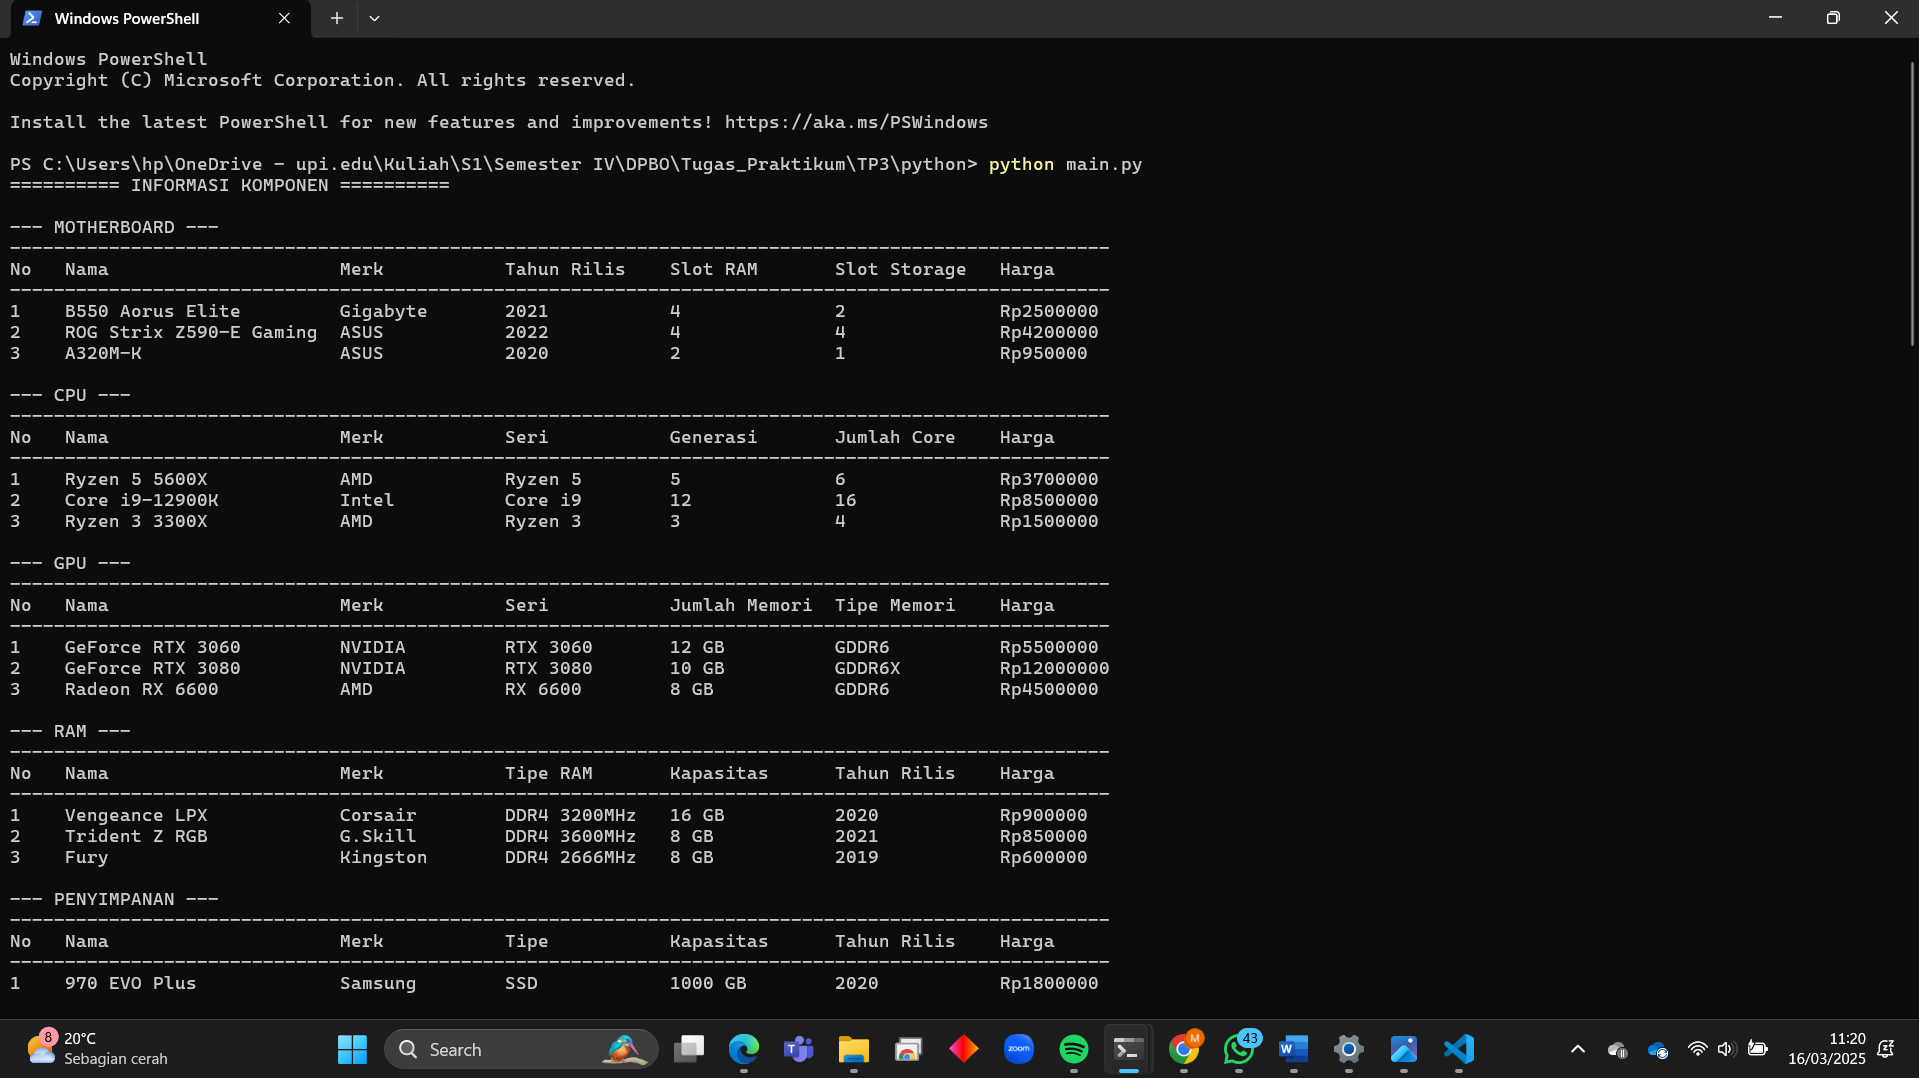 Windows PowerShell
Windows PowerShell
Copyright (C) Microsoft Corporation. All rights reserved.
Install the latest PowerShell for new features and improvements! https://aka.ms/PSWindows
PS C:\Users\hp\OneDrive - upi.edu\Kuliah\S1\Semester IV\DPBO\Tugas_Praktikum\TP3\python> python main.py
========== INFORMASI KOMPONEN ==========
--- MOTHERBOARD ---
----------------------------------------------------------------------------------------------------
No   Nama                     Merk           Tahun Rilis    Slot RAM       Slot Storage   Harga
----------------------------------------------------------------------------------------------------
1    B550 Aorus Elite         Gigabyte       2021           4              2              Rp2500000
2    ROG Strix Z590-E Gaming  ASUS           2022           4              4              Rp4200000
3    A320M-K                  ASUS           2020           2              1              Rp950000
--- CPU ---
----------------------------------------------------------------------------------------------------
No   Nama                     Merk           Seri           Generasi       Jumlah Core    Harga
----------------------------------------------------------------------------------------------------
1    Ryzen 5 5600X            AMD            Ryzen 5        5              6              Rp3700000
2    Core i9-12900K           Intel          Core i9        12             16             Rp8500000
3    Ryzen 3 3300X            AMD            Ryzen 3        3              4              Rp1500000
--- GPU ---
----------------------------------------------------------------------------------------------------
No   Nama                     Merk           Seri           Jumlah Memori  Tipe Memori    Harga
----------------------------------------------------------------------------------------------------
1    GeForce RTX 3060         NVIDIA         RTX 3060       12 GB          GDDR6          Rp5500000
2    GeForce RTX 3080         NVIDIA         RTX 3080       10 GB          GDDR6X         Rp12000000
3    Radeon RX 6600           AMD            RX 6600        8 GB           GDDR6          Rp4500000
--- RAM ---
----------------------------------------------------------------------------------------------------
No   Nama                     Merk           Tipe RAM       Kapasitas      Tahun Rilis    Harga
----------------------------------------------------------------------------------------------------
1    Vengeance LPX            Corsair        DDR4 3200MHz   16 GB          2020           Rp900000
2    Trident Z RGB            G.Skill        DDR4 3600MHz   8 GB           2021           Rp850000
3    Fury                     Kingston       DDR4 2666MHz   8 GB           2019           Rp600000
--- PENYIMPANAN ---
----------------------------------------------------------------------------------------------------
No   Nama                     Merk           Tipe           Kapasitas      Tahun Rilis    Harga
----------------------------------------------------------------------------------------------------
1    970 EVO Plus             Samsung        SSD            1000 GB        2020           Rp1800000
8
20°C
Sebagian cerah
Search
T
zoom
M
43
W
11:20
16/03/2025